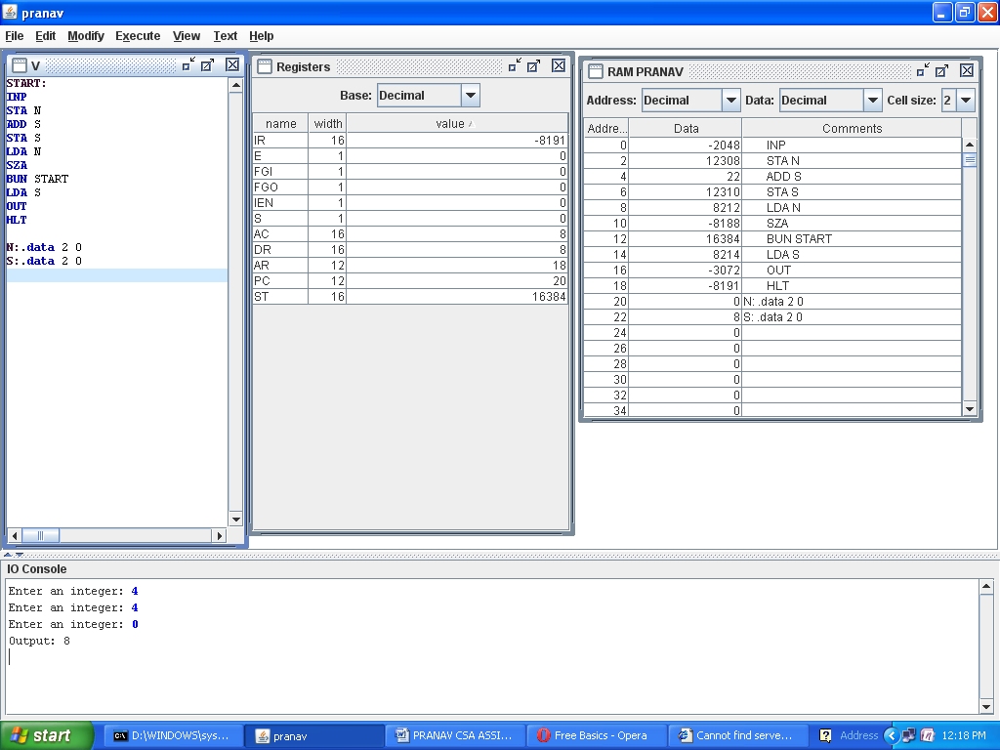 pranav
File Edit Modify Execute View Text Help
V
START:
INP
STA N
ADD S
STA S
LDA N
SZA
BUN START
LDA S
OUT
HLT
N:.data 2 0
S:.data 2 0
Registers
Base: Decimal
name width value
IR 16 -8191
E 1 0
FGI 1 0
FGO 1 0
IEN 1 0
S 1 0
AC 16 8
DR 16 8
AR 12 18
PC 12 20
ST 16 16384
RAM PRANAV
Address: Decimal Data: Decimal Cell size: 2
Addre... Data Comments
0 -2048 INP
2 12308 STA N
4 22 ADD S
6 12310 STA S
8 8212 LDA N
10 -8188 SZA
12 16384 BUN START
14 8214 LDA S
16 -3072 OUT
18 -8191 HLT
20 0 N: .data 2 0
22 8 S: .data 2 0
24 0
26 0
28 0
30 0
32 0
34 0
IO Console
Enter an integer: 4
Enter an integer: 4
Enter an integer: 0
Output: 8
start D:\WINDOWS\sys... pranav PRANAV CSA ASSI... Free Basics - Opera Cannot find serve... Address 12:18 PM